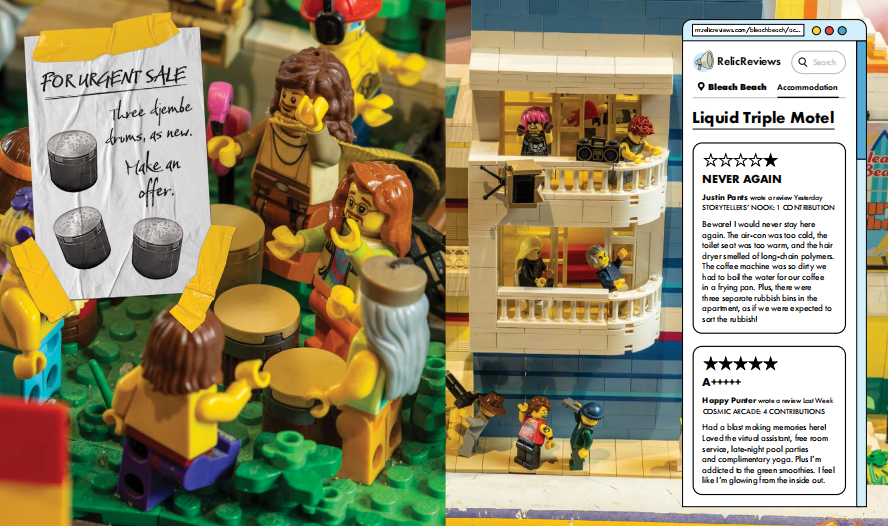 FOR URGENT SALE
Three djembe
drums, as new.
Make an
offer.
m.relicreviews.com/bleachbeach/ac...
RelicReviews
Search
Bleach Beach
Accommodation
Liquid Triple Motel
NEVER AGAIN
Justin Pants wrote a review Yesterday
STORYTELLERS' NOOK: 1 CONTRIBUTION
Beware! I would never stay here
again. The air-con was too cold, the
toilet seat was too warm, and the hair
dryer smelled of long-chain polymers.
The coffee machine was so dirty we
had to boil the water for our coffee
in a frying pan. Plus, there were
three separate rubbish bins in the
apartment, as if we were expected to
sort the rubbish!
A+++++
Happy Punter wrote a review Last Week
COSMIC ARCADE: 4 CONTRIBUTIONS
Had a blast making memories here!
Loved the virtual assistant, free room
service, late-night pool parties
and complimentary yoga. Plus I'm
addicted to the green smoothies. I feel
like I'm glowing from the inside out.